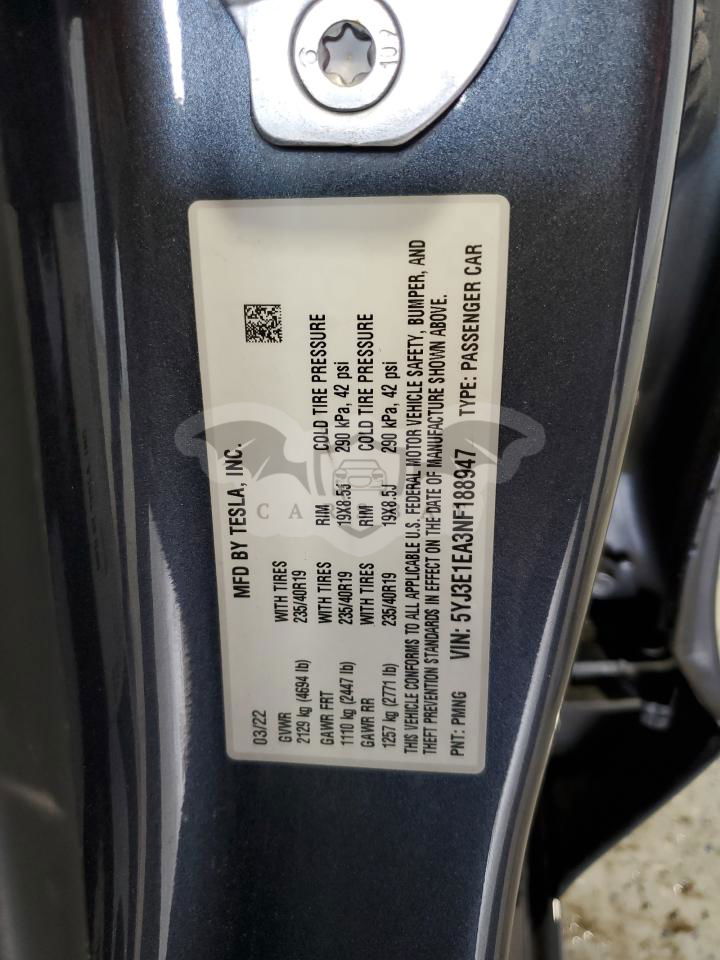 6 102
MFD BY TESLA, INC.
03/22
GVWR WITH TIRES
2129 kg (4694 lb) 235/40R19
GAWR FRT WITH TIRES RIM COLD TIRE PRESSURE
1110 kg (2447 lb) 235/40R19 19X8.5J 290 kPa, 42 psi
GAWR RR WITH TIRES RIM COLD TIRE PRESSURE
1257 kg (2771 lb) 235/40R19 19X8.5J 290 kPa, 42 psi
THIS VEHICLE CONFORMS TO ALL APPLICABLE U.S. FEDERAL MOTOR VEHICLE SAFETY, BUMPER, AND
THEFT PREVENTION STANDARDS IN EFFECT ON THE DATE OF MANUFACTURE SHOWN ABOVE.
PNT: PMNG VIN: 5YJ3E1EA3NF188947 TYPE: PASSENGER CAR